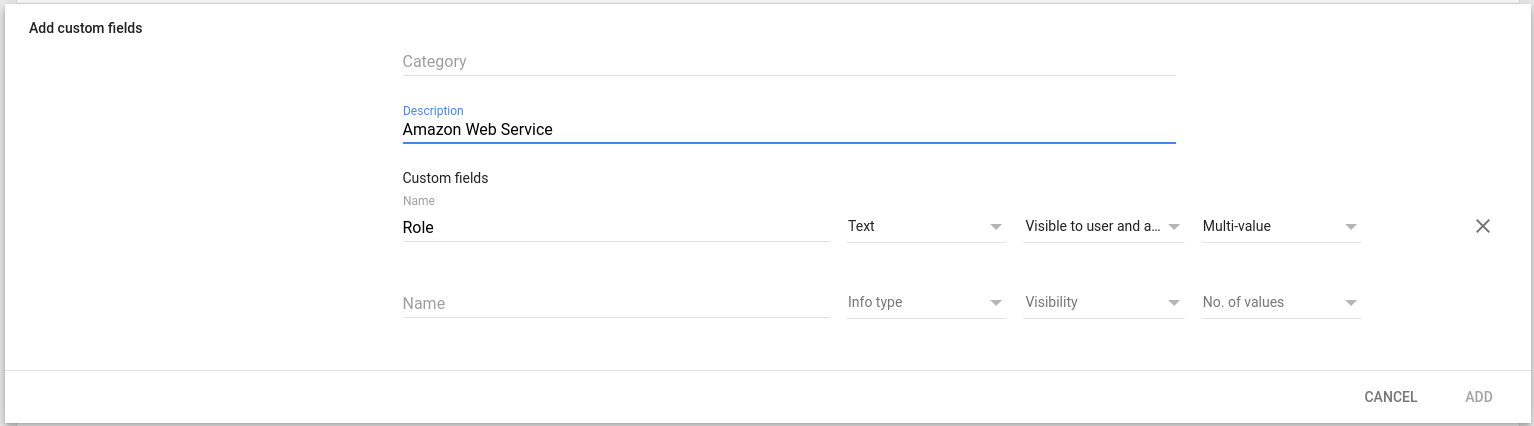 Add custom fields
Category
Description
Amazon Web Service
Custom fields
Name
Role Text Visible to user and a... Multi-value
Name Info type Visibility No. of values
CANCEL ADD